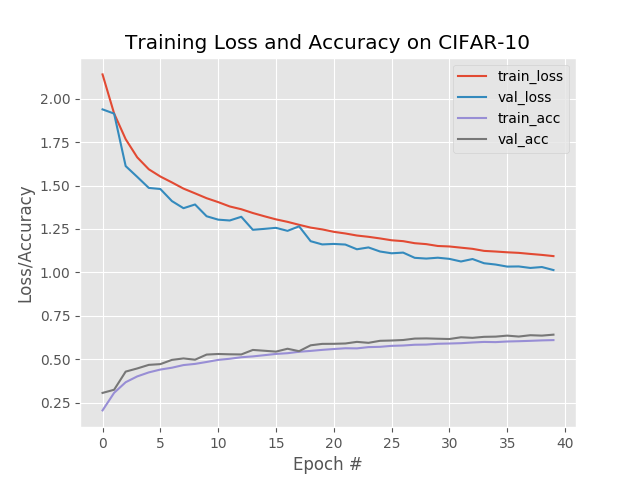 Training Loss and Accuracy on CIFAR-10
train_loss
val_loss
train_acc
val_acc
2.00
1.75
1.50
1.25
1.00
0.75
0.50
0.25
Loss/Accuracy
0 5 10 15 20 25 30 35 40
Epoch #